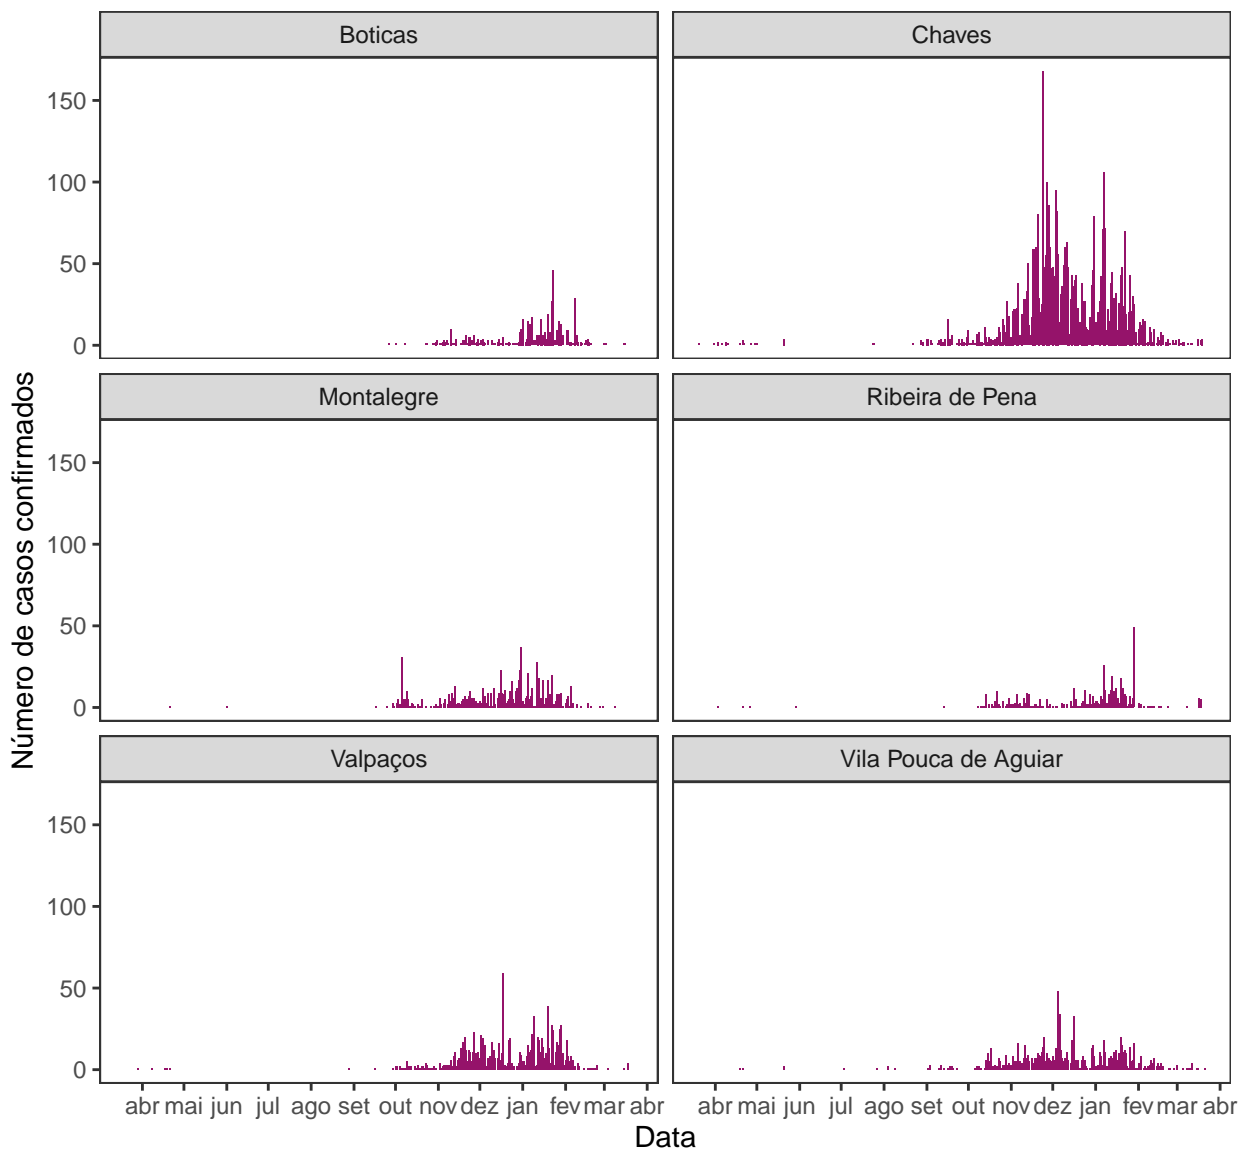 Boticas
Chaves
150
100
50
0
Montalegre
Ribeira de Pena
150
100
50
0
Valpaços
Vila Pouca de Aguiar
150
100
50
0
abr mai jun jul ago set out nov dez jan fev mar abr
abr mai jun jul ago set out nov dez jan fev mar abr
Data
Número de casos confirmados